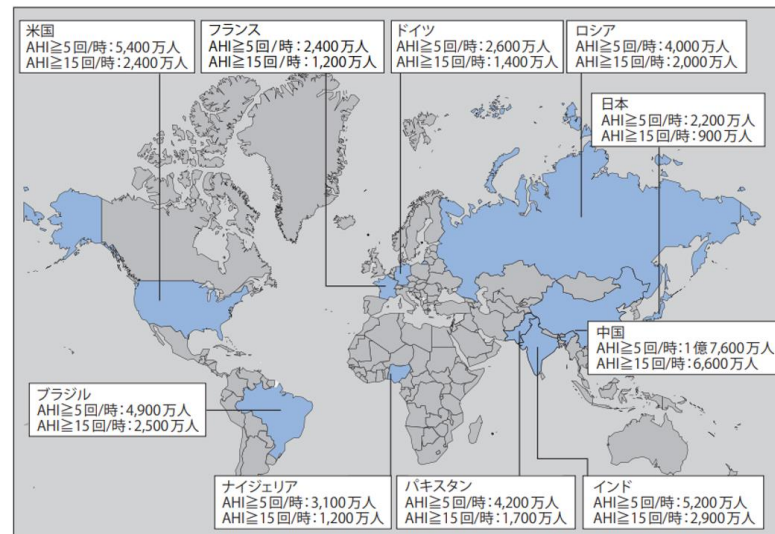 米国
AHI≧5回/時:5,400万人
AHI≧15回/時:2,400万人
フランス
AHI≧5回/時:2,400万人
AHI≧15回/時:1,200万人
ドイツ
AHI≧5回/時:2,600万人
AHI≧15回/時:1,400万人
ロシア
AHI≧5回/時:4,000万人
AHI≧15回/時:2,000万人
日本
AHI≧5回/時:2,200万人
AHI≧15回/時:900万人
中国
AHI≧5回/時:1億7,600万人
AHI≧15回/時:6,600万人
ブラジル
AHI≧5回/時:4,900万人
AHI≧15回/時:2,500万人
ナイジェリア
AHI≧5回/時:3,100万人
AHI≧15回/時:1,200万人
パキスタン
AHI≧5回/時:4,200万人
AHI≧15回/時:1,700万人
インド
AHI≧5回/時:5,200万人
AHI≧15回/時:2,900万人